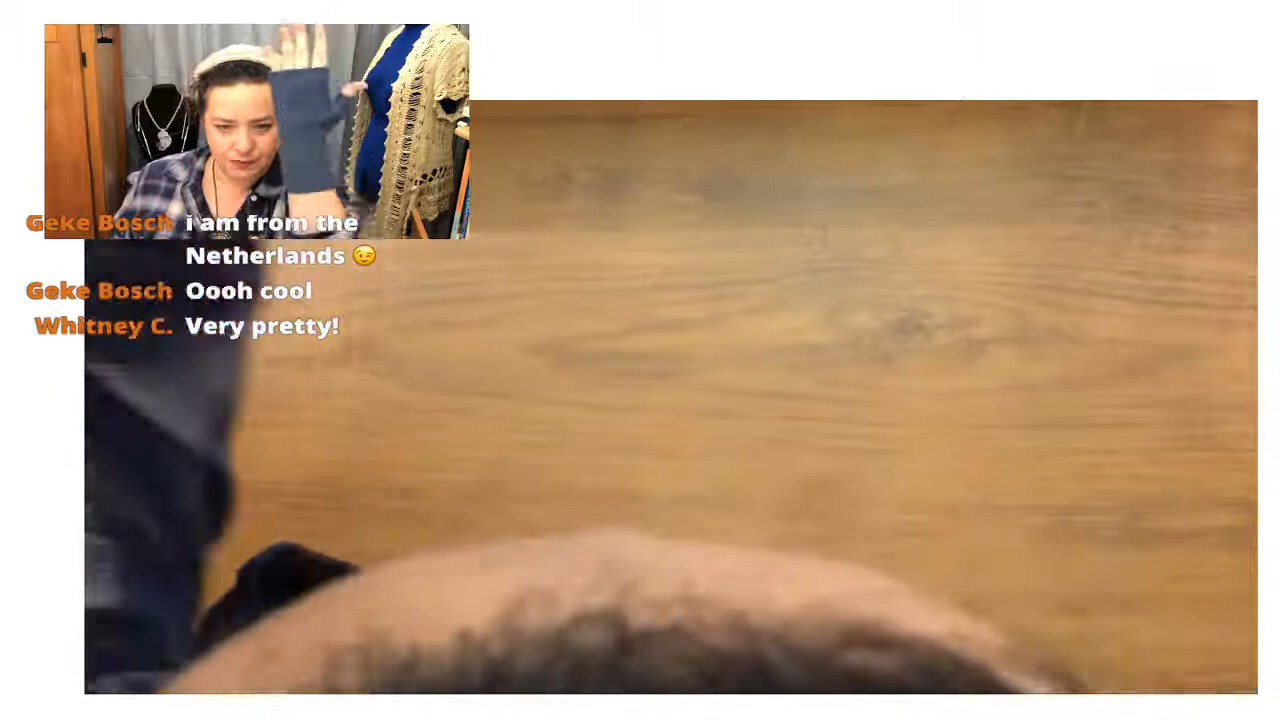 Geke Bosch i am from the
Netherlands 😉
Geke Bosch Oooh cool
Whitney C. Very pretty!